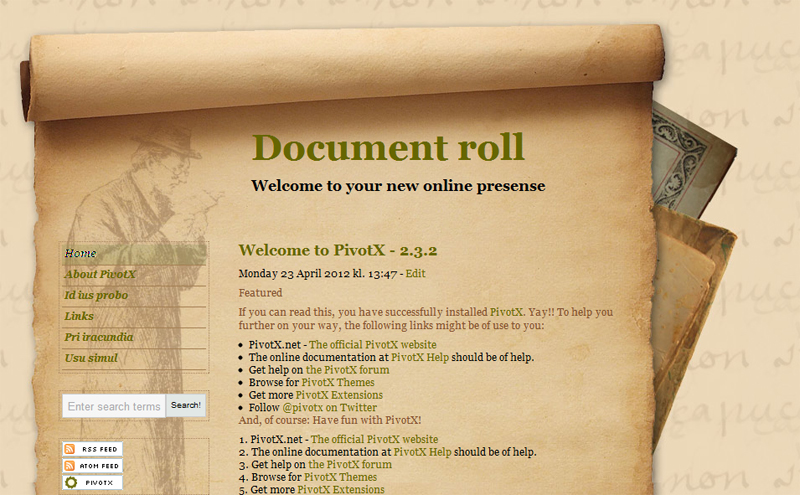 Document roll
Welcome to your new online presense
Home
About PivotX
Id ius probo
Links
Pri iracundia
Usu simul
Enter search terms
Search!
RSS FEED
ATOM FEED
PIVOTX
Welcome to PivotX - 2.3.2
Monday 23 April 2012 kl. 13:47 - Edit
Featured
If you can read this, you have successfully installed PivotX. Yay!! To help you
further on your way, the following links might be of use to you:
• PivotX.net - The official PivotX website
• The online documentation at PivotX Help should be of help.
• Get help on the PivotX forum
• Browse for PivotX Themes
• Get more PivotX Extensions
• Follow @pivotx on Twitter
And, of course: Have fun with PivotX!
1. PivotX.net - The official PivotX website
2. The online documentation at PivotX Help should be of help.
3. Get help on the PivotX forum
4. Browse for PivotX Themes
5. Get more PivotX Extensions